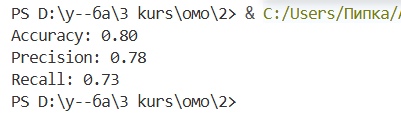 PS D:\у--ба\3 kurs\омо\2> & C:/Users/Пипка/
Accuracy: 0.80
Precision: 0.78
Recall: 0.73
PS D:\у--ба\3 kurs\омо\2>